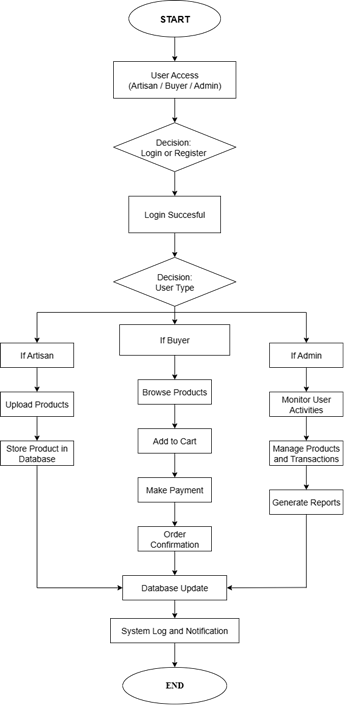 START
User Access
(Artisan / Buyer / Admin)
Decision:
Login or Register
Login Succesful
Decision:
User Type
If Artisan
If Buyer
If Admin
Upload Products
Browse Products
Monitor User
Activities
Store Product in
Database
Add to Cart
Manage Products
and Transactions
Make Payment
Generate Reports
Order
Confirmation
Database Update
System Log and Notification
END